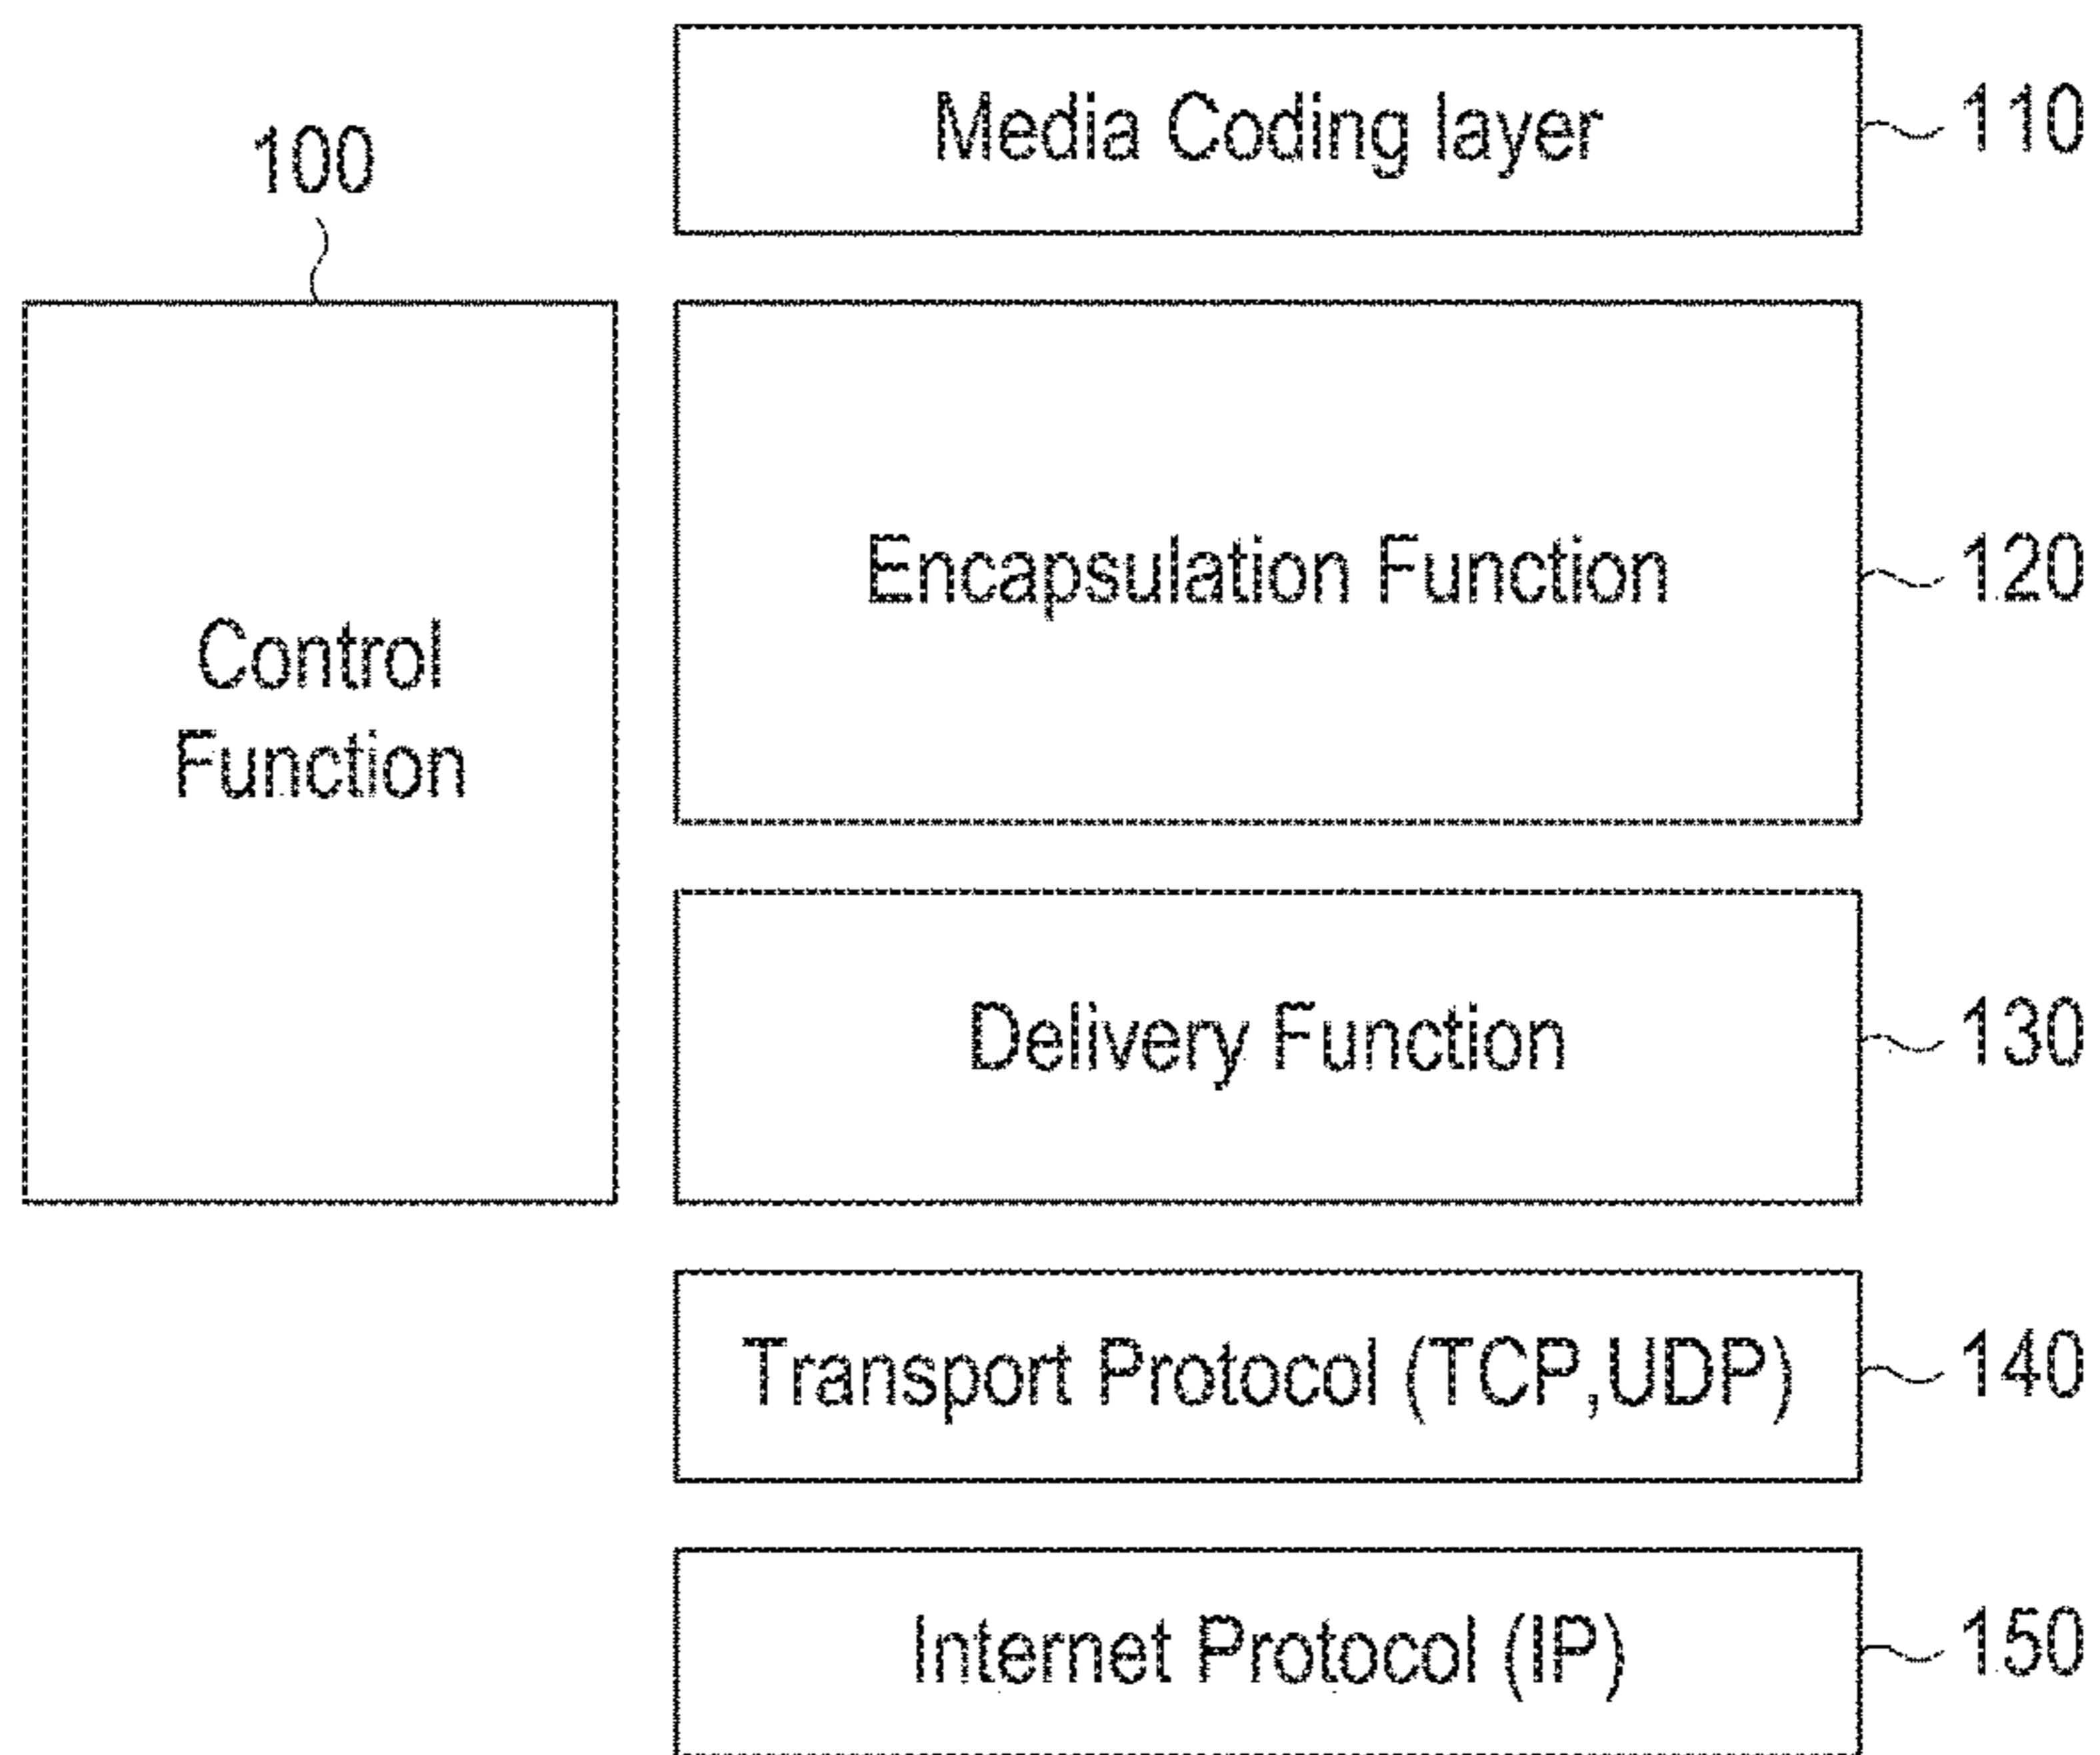 Media Coding layer
110
100
Control
Function
Encapsulation Function
120
Delivery Function
130
Transport Protocol (TCP,UDP)
140
Internet Protocol (IP)
150